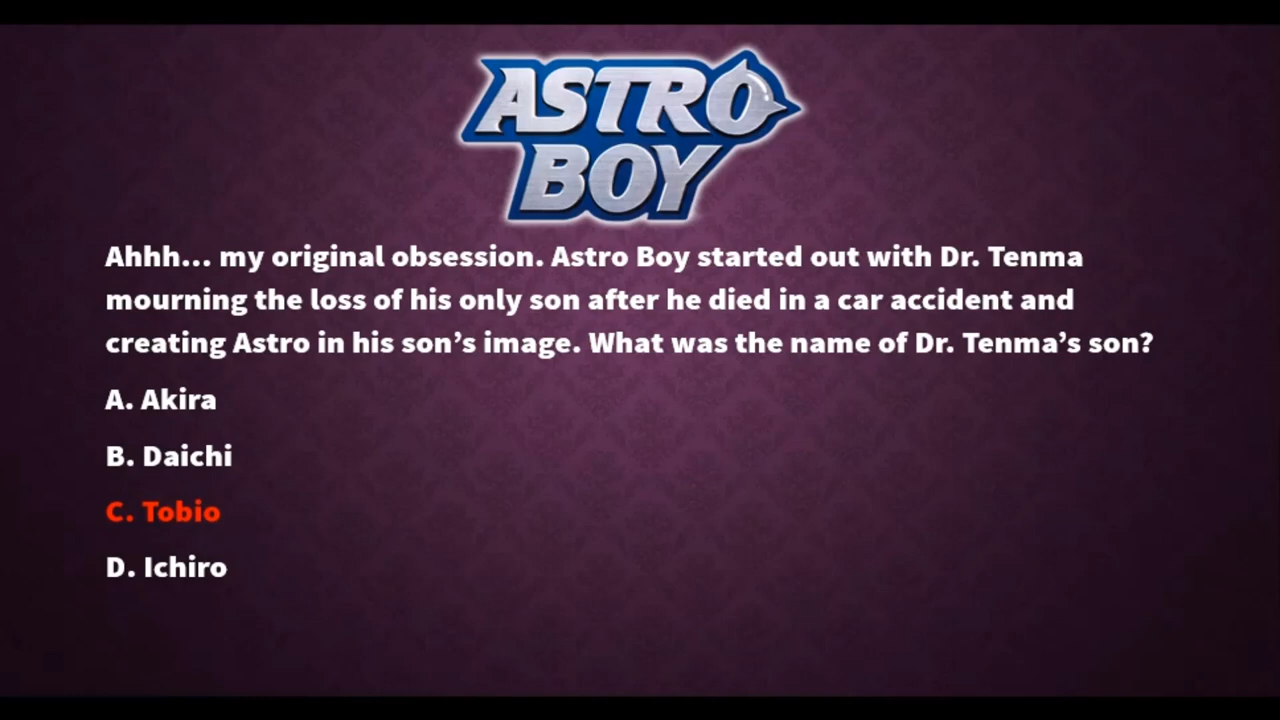 ASTRO
BOY
Ahhh... my original obsession. Astro Boy started out with Dr. Tenma
mourning the loss of his only son after he died in a car accident and
creating Astro in his son’s image. What was the name of Dr. Tenma’s son?
A. Akira
B. Daichi
C. Tobio
D. Ichiro